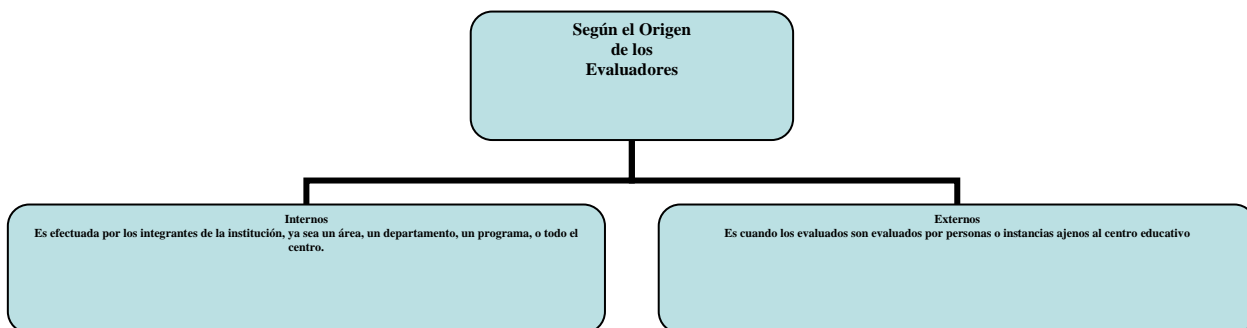 Según el Origen
de los
Evaluadores
Internos
Es efectuada por los integrantes de la institución, ya sea un área, un departamento, un programa, o todo el
centro.
Externos
Es cuando los evaluados son evaluados por personas o instancias ajenos al centro educativo